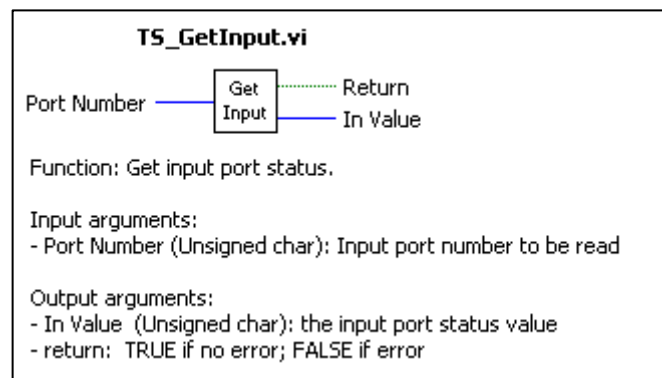 TS_GetInput.vi
Port Number
Get
Input
Return
In Value
Function: Get input port status.
Input arguments:
- Port Number (Unsigned char): Input port number to be read
Output arguments:
- In Value  (Unsigned char): the input port status value
- return:  TRUE if no error; FALSE if error